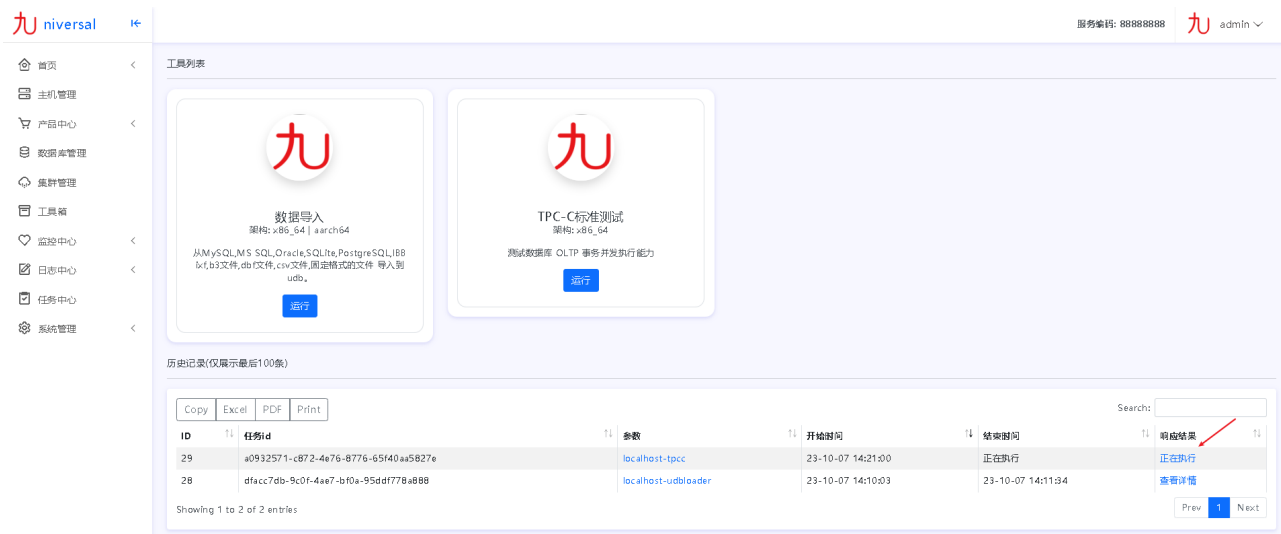 九 niversal
服务编码: 88888888
九 admin
首页
主机管理
产品中心
数据库管理
集群管理
工具箱
监控中心
日志中心
任务中心
系统管理
工具列表
九
数据导入
架构: x86_64 | aarch64
从MySQL,MS SQL,Oracle,SQLite,PostgreSQL,IBB
ixf,b3文件,dbf文件,csv文件,固定格式的文件 导入到
udb。
运行
九
TPC-C标准测试
架构: x86_64
测试数据库 OLTP 事务并发执行能力
运行
历史记录(仅展示最后100条)
Copy Excel PDF Print
Search:
ID 任务id 参数 开始时间 结束时间 响应结果
29 a0932571-c872-4e76-8776-65f40aa5827e localhost-tpcc 23-10-07 14:21:00 正在执行 正在执行
28 dfacc7db-9c0f-4ae7-bf0a-95ddf778a888 localhost-udbloader 23-10-07 14:10:03 23-10-07 14:11:34 查看详情
Showing 1 to 2 of 2 entries
Prev 1 Next